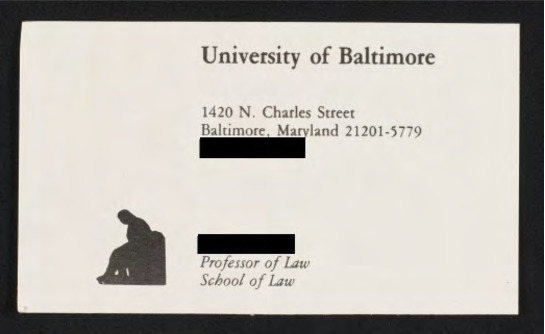 University of Baltimore
1420 N. Charles Street
Baltimore, Maryland 21201-5779
Professor of Law
School of Law